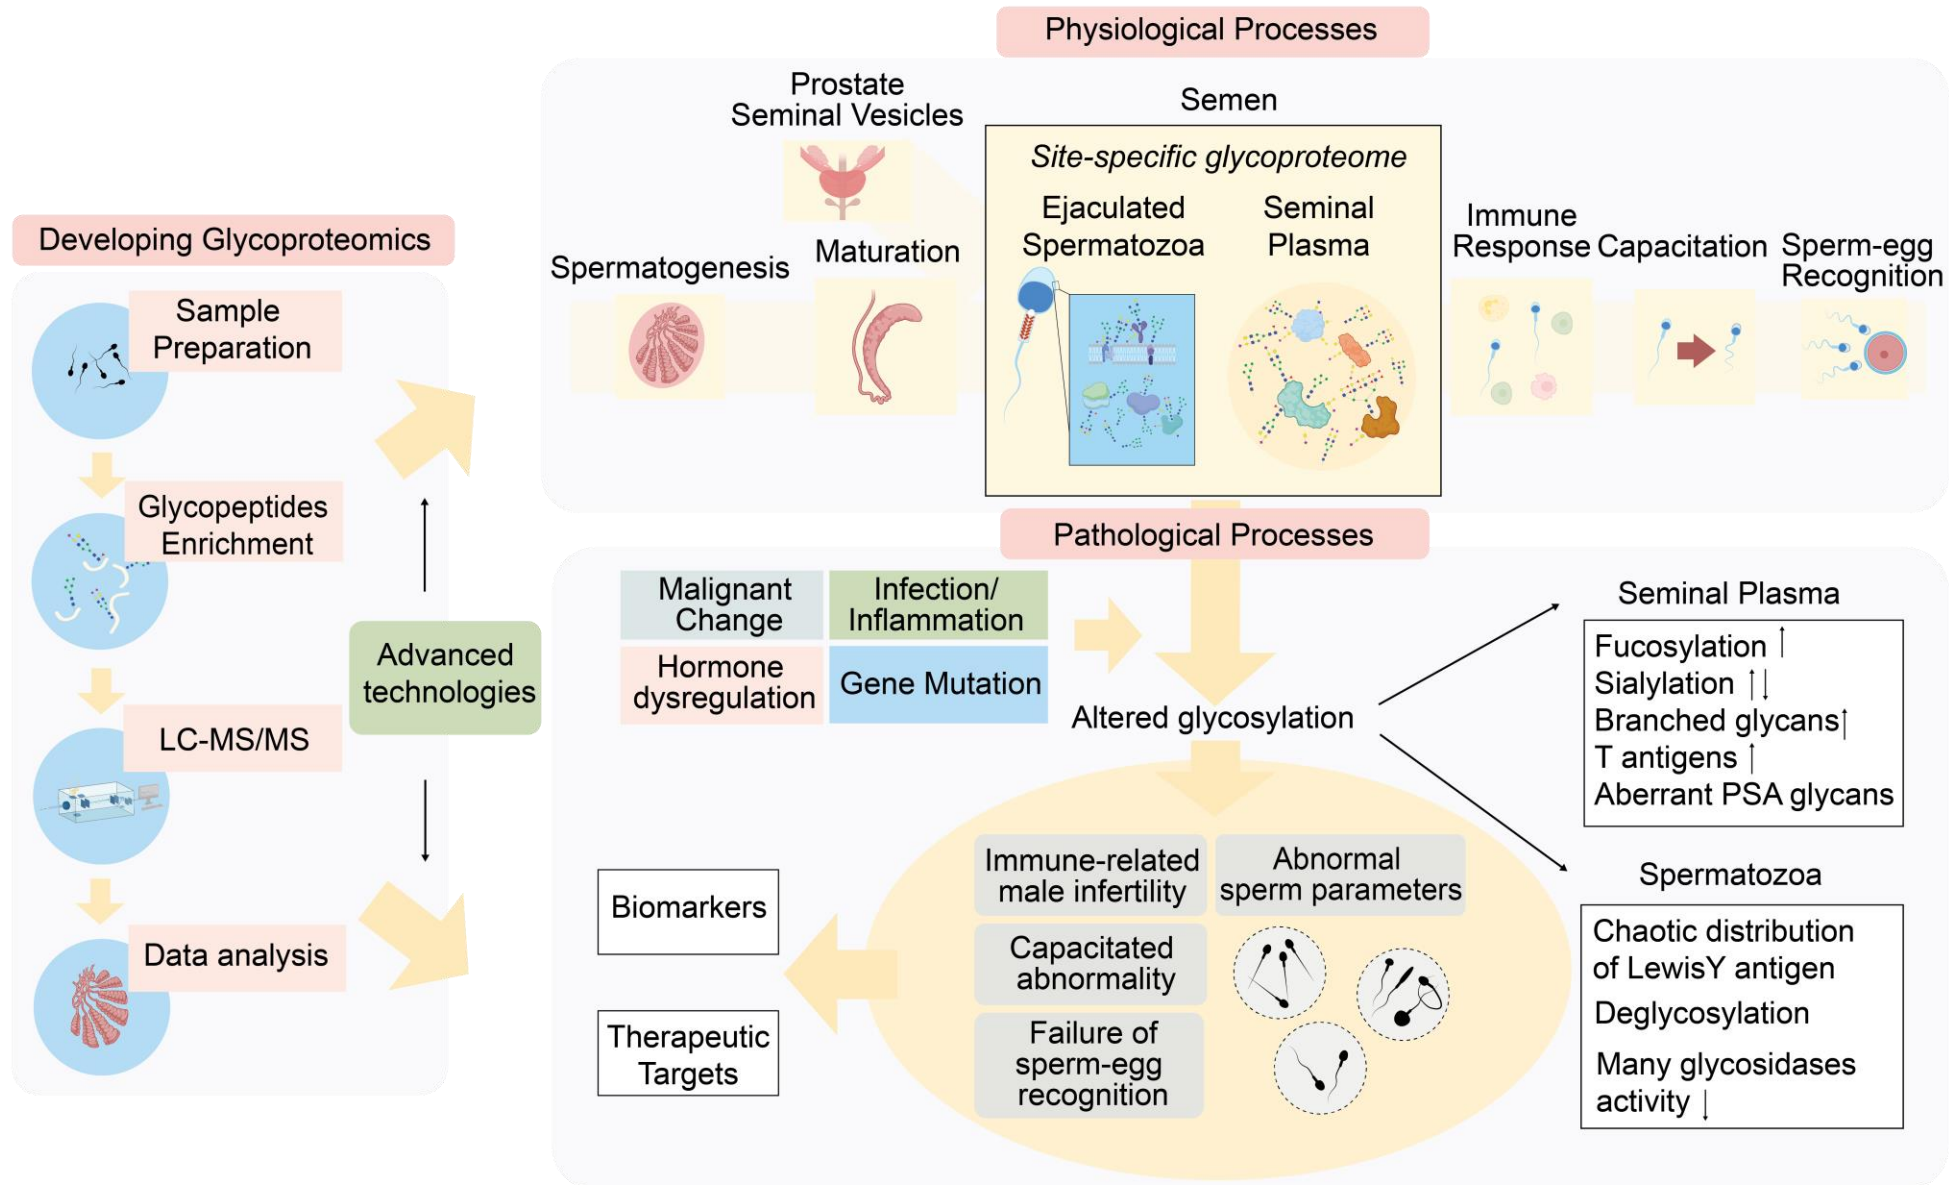 Developing Glycoproteomics
Sample
Preparation
Glycopeptides
Enrichment
LC-MS/MS
Data analysis
Advanced
technologies
Physiological Processes
Prostate
Seminal Vesicles
Spermatogenesis
Maturation
Semen
Site-specific glycoproteome
Ejaculated
Spermatozoa
Seminal
Plasma
Immune
Response
Capacitation
Sperm-egg
Recognition
Pathological Processes
Malignant
Change
Infection/
Inflammation
Hormone
dysregulation
Gene Mutation
Altered glycosylation
Seminal Plasma
Fucosylation ↑
Sialylation ↑↓
Branched glycans↑
T antigens ↑
Aberrant PSA glycans
Spermatozoa
Chaotic distribution
of LewisY antigen
Deglycosylation
Many glycosidases
activity ↓
Immune-related
male infertility
Abnormal
sperm parameters
Capacitated
abnormality
Failure of
sperm-egg
recognition
Biomarkers
Therapeutic
Targets